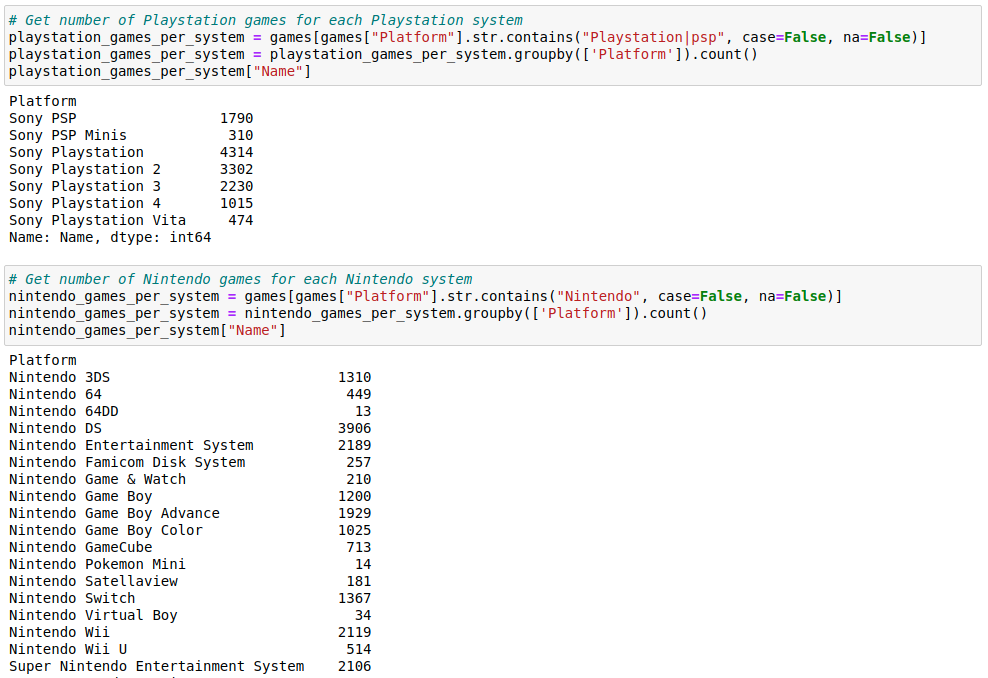 # Get number of Playstation games for each Playstation system
playstation_games_per_system = games[games["Platform"].str.contains("Playstation|psp", case=False, na=False)]
playstation_games_per_system = playstation_games_per_system.groupby(['Platform']).count()
playstation_games_per_system["Name"]
Platform
Sony PSP 1790
Sony PSP Minis 310
Sony Playstation 4314
Sony Playstation 2 3302
Sony Playstation 3 2230
Sony Playstation 4 1015
Sony Playstation Vita 474
Name: Name, dtype: int64
# Get number of Nintendo games for each Nintendo system
nintendo_games_per_system = games[games["Platform"].str.contains("Nintendo", case=False, na=False)]
nintendo_games_per_system = nintendo_games_per_system.groupby(['Platform']).count()
nintendo_games_per_system["Name"]
Platform
Nintendo 3DS 1310
Nintendo 64 449
Nintendo 64DD 13
Nintendo DS 3906
Nintendo Entertainment System 2189
Nintendo Famicom Disk System 257
Nintendo Game & Watch 210
Nintendo Game Boy 1200
Nintendo Game Boy Advance 1929
Nintendo Game Boy Color 1025
Nintendo GameCube 713
Nintendo Pokemon Mini 14
Nintendo Satellaview 181
Nintendo Switch 1367
Nintendo Virtual Boy 34
Nintendo Wii 2119
Nintendo Wii U 514
Super Nintendo Entertainment System 2106